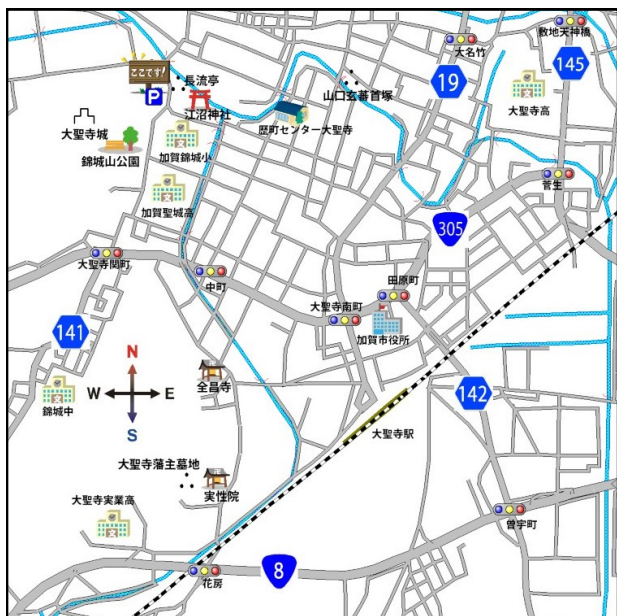 敷地天神橋
大名竹
ここです!
P
長流亭
19
145
山口玄蕃首塚
大聖寺高
江沼神社
歴町センター大聖寺
大聖寺城
錦城山公園
加賀錦城小
菅生
加賀聖城高
305
大聖寺関町
中町
田原町
大聖寺南町
141
加賀市役所
N
全昌寺
W
E
142
錦城中
S
大聖寺駅
大聖寺藩主墓地
実性院
大聖寺実業高
曽宇町
花房
8